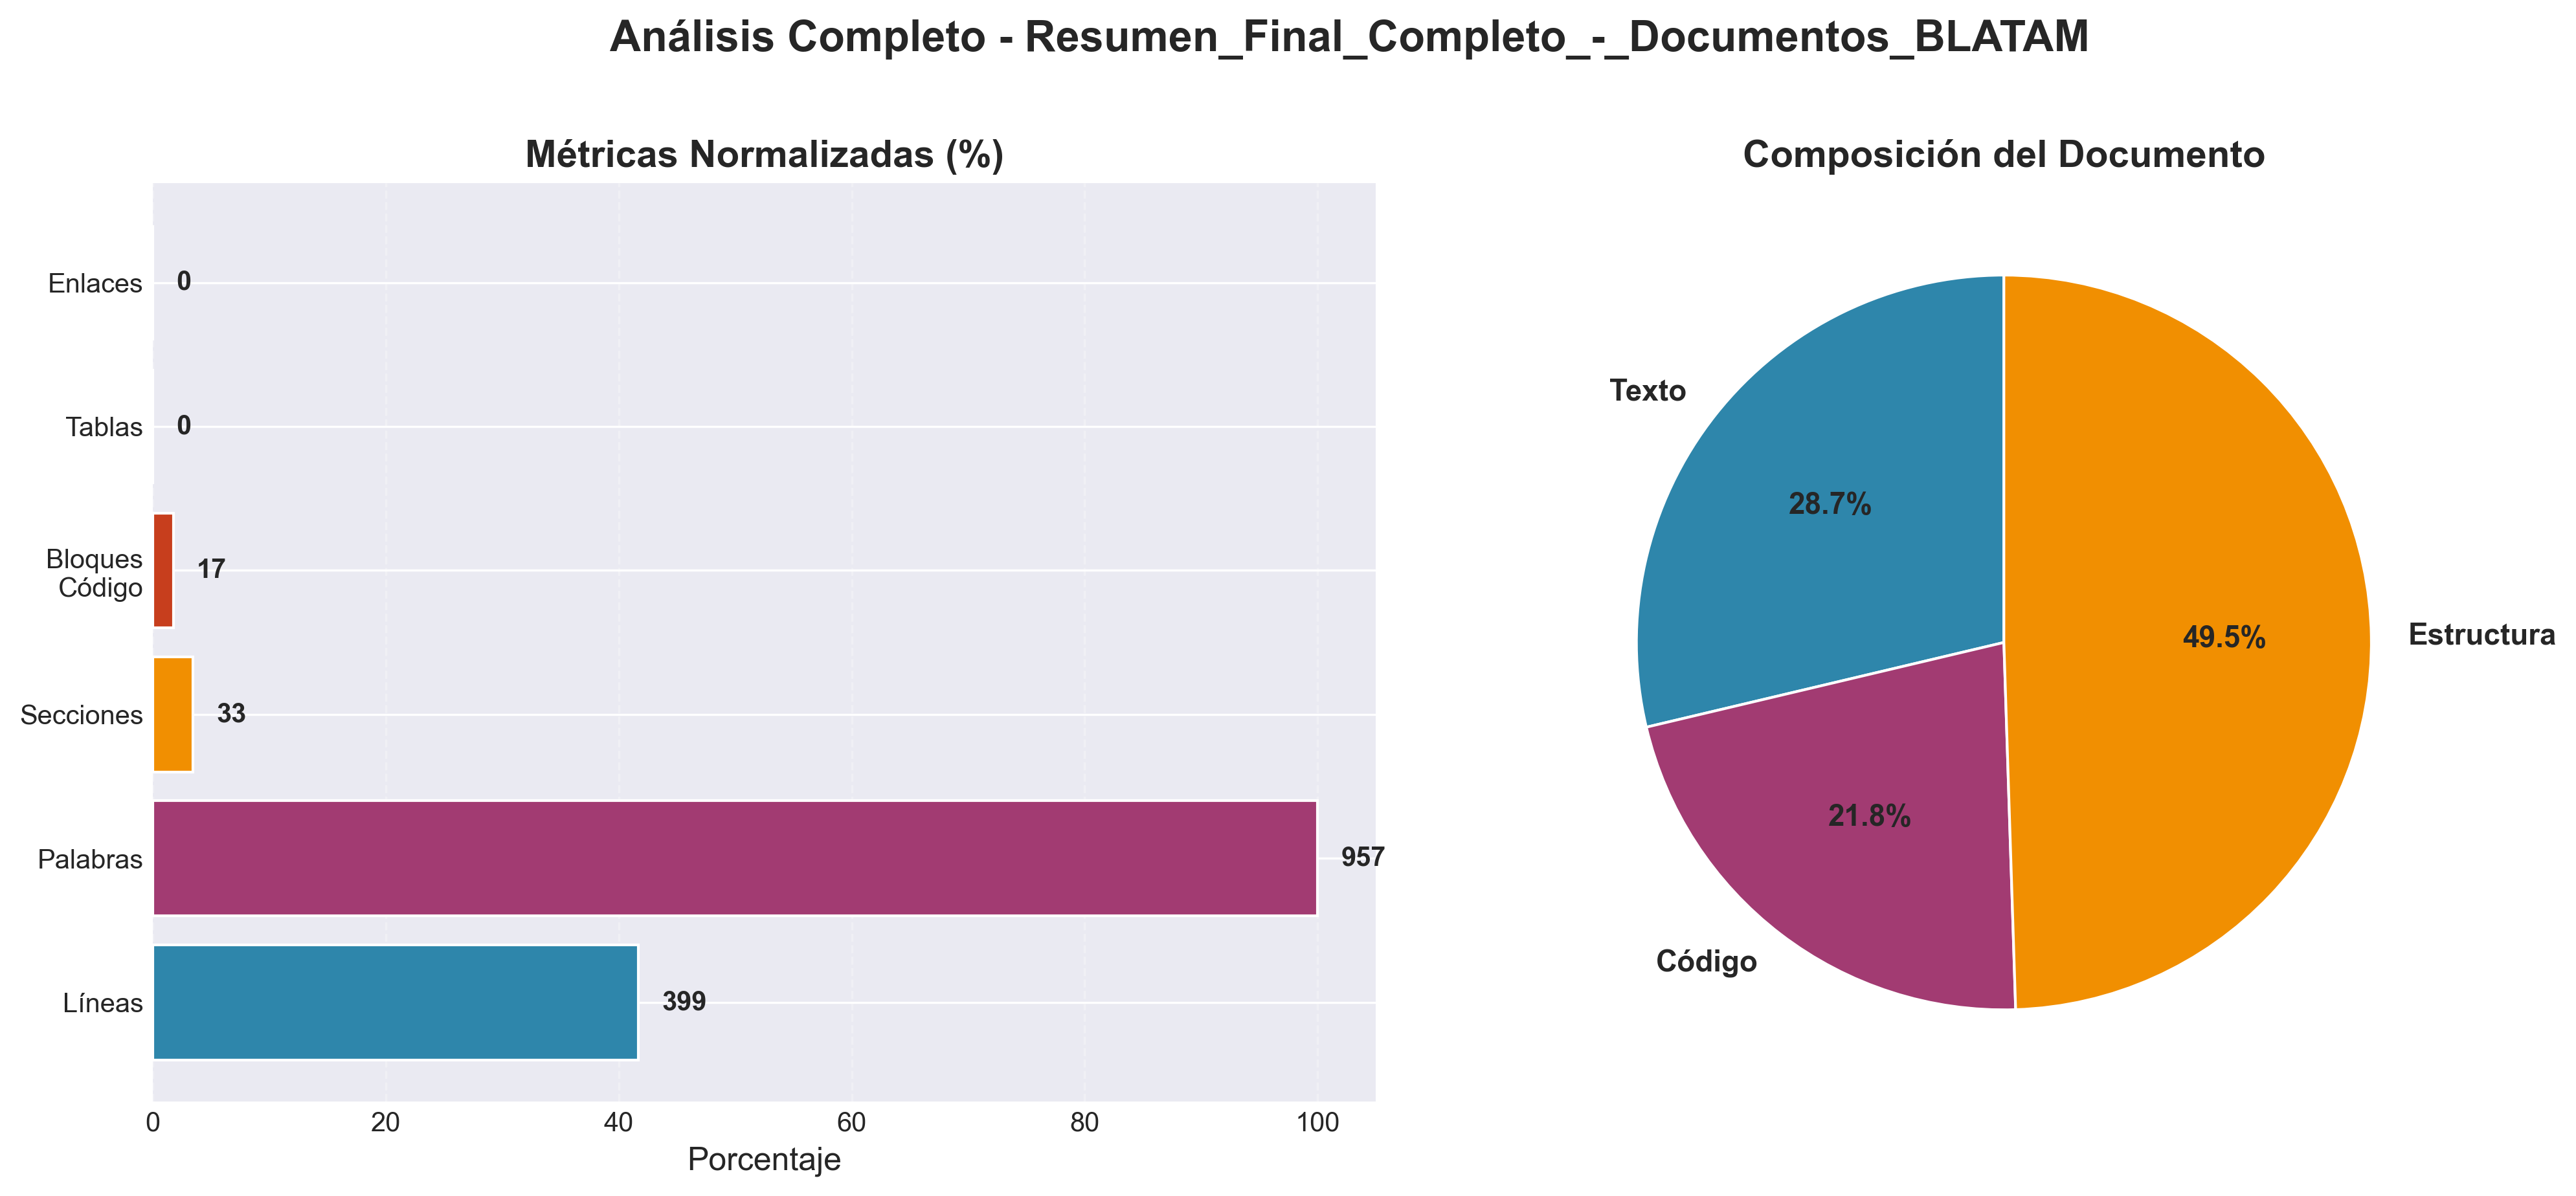 Análisis Completo - Resumen_Final_Completo_-_Documentos_BLATAM
Métricas Normalizadas (%)
Enlaces
0
Tablas
0
Bloques
Código
17
Secciones
33
Palabras
957
Líneas
399
0 20 40 60 80 100
Porcentaje
Composición del Documento
Texto
28.7%
Estructura
49.5%
Código
21.8%